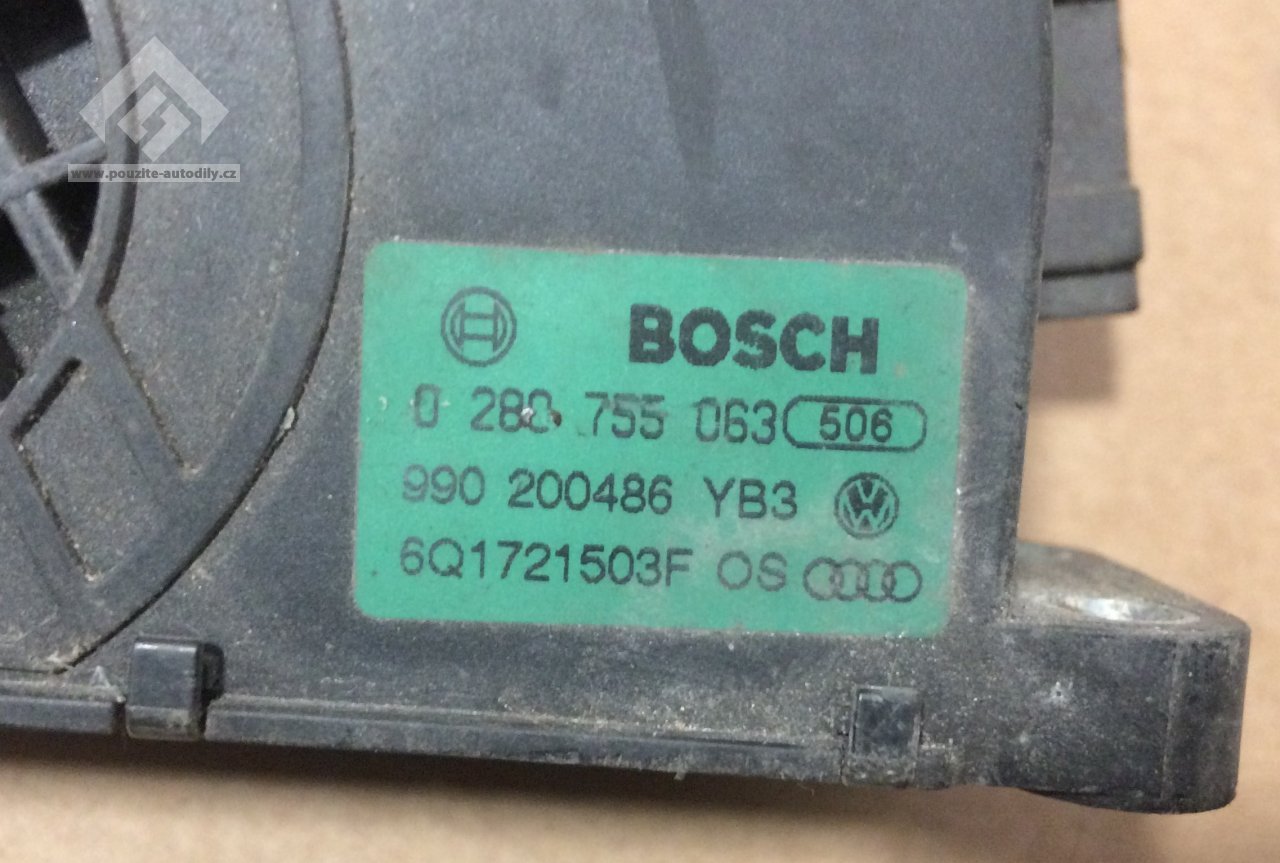 www.pouzite-autodily.cz
BOSCH
0 280 755 063 506
990 200486 YB3
6Q1721503F OS